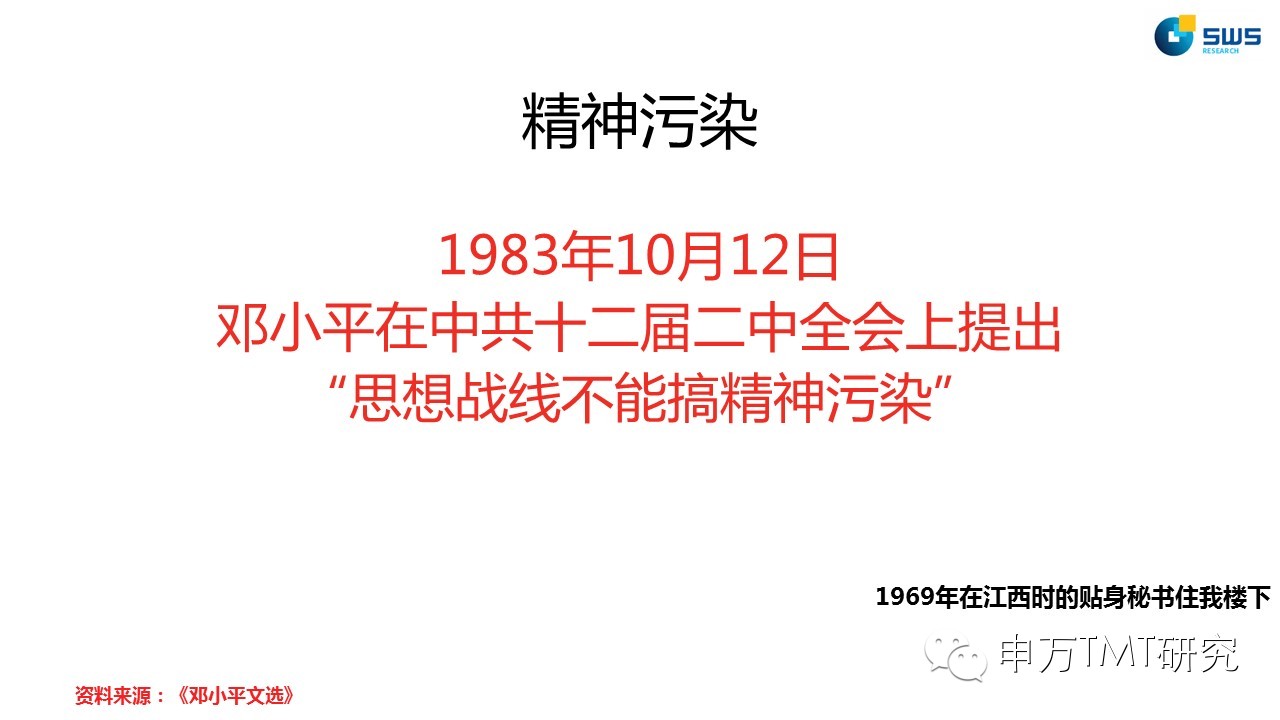 SWS
RESEARCH
精神污染
1983年10月12日
邓小平在中共十二届二中全会上提出
“思想战线不能搞精神污染”
1969年在江西时的贴身秘书住我楼下
申万TMT研究
资料来源：《邓小平文选》